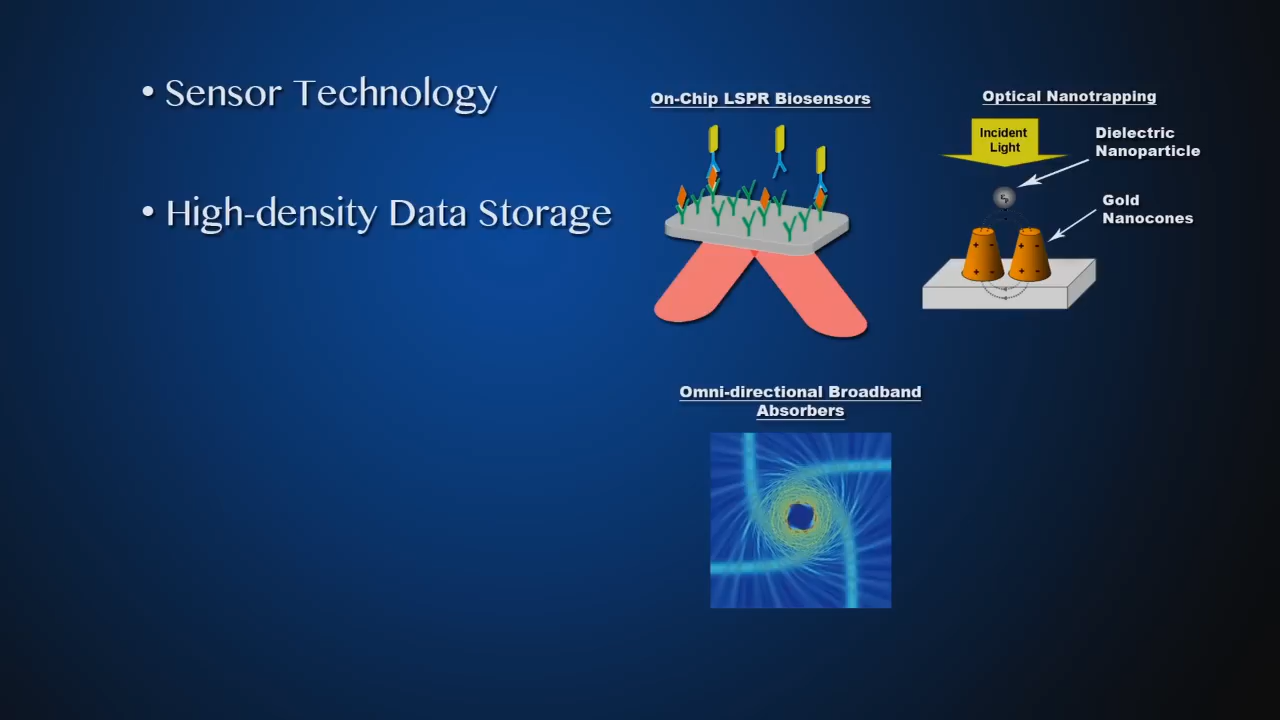 • Sensor Technology
• High-density Data Storage
On-Chip LSPR Biosensors
Optical Nanotrapping
Incident
Light
Dielectric
Nanoparticle
Gold
Nanocones
+ -
+ -
+ -
+ -
Omni-directional Broadband
Absorbers